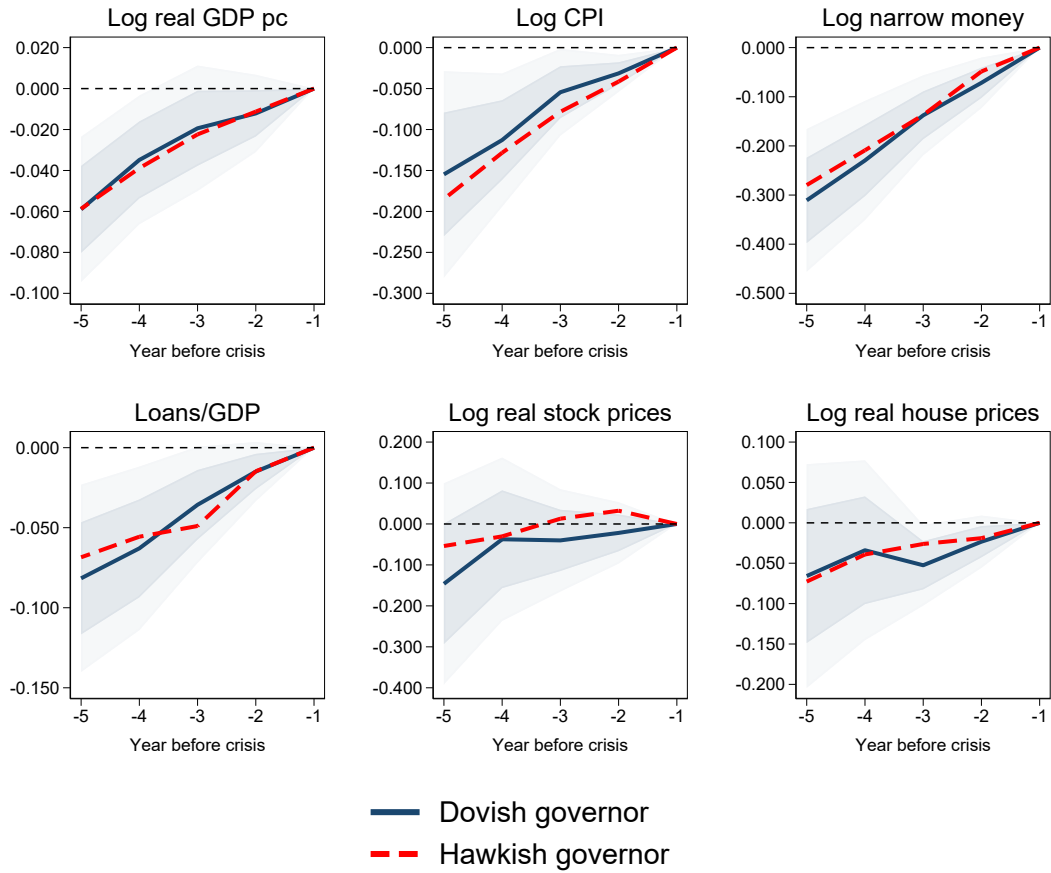 Log real GDP pc
0.020
0.000
-0.020
-0.040
-0.060
-0.080
-0.100
-5 -4 -3 -2 -1
Year before crisis
Log CPI
0.000
-0.050
-0.100
-0.150
-0.200
-0.250
-0.300
-5 -4 -3 -2 -1
Year before crisis
Log narrow money
0.000
-0.100
-0.200
-0.300
-0.400
-0.500
-5 -4 -3 -2 -1
Year before crisis
Loans/GDP
0.000
-0.050
-0.100
-0.150
-5 -4 -3 -2 -1
Year before crisis
Log real stock prices
0.200
0.100
0.000
-0.100
-0.200
-0.300
-0.400
-5 -4 -3 -2 -1
Year before crisis
Log real house prices
0.100
0.050
0.000
-0.050
-0.100
-0.150
-0.200
-5 -4 -3 -2 -1
Year before crisis
Dovish governor
Hawkish governor